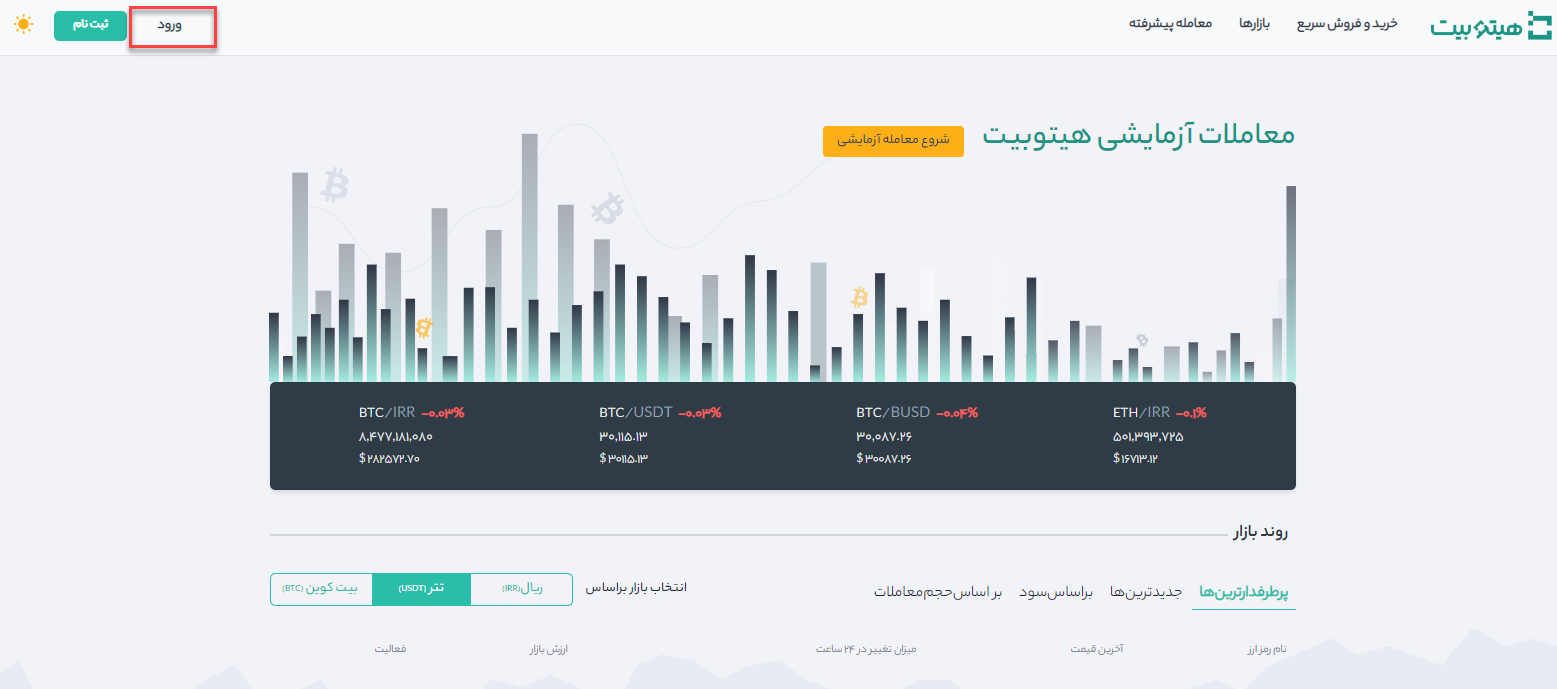 هیتوبیت
خرید و فروش سریع بازارها معامله پیشرفته
ورود ثبت نام
معاملات آزمایشی هیتوبیت
شروع معامله آزمایشی
BTC/IRR −۰.۰۳% BTC/USDT −۰.۰۳% BTC/BUSD −۰.۰۴% ETH/IRR −۰.۱%
۸,۴۷۷,۱۸۱,۰۸۰ ۳۰,۱۱۵.۱۳ ۳۰,۰۸۷.۲۶ ۵۰۱,۳۹۳,۷۲۵
$۲۸۲۵۷۲.۷۰ $۳۰۱۱۵.۱۳ $۳۰۰۸۷.۲۶ $۱۶۷۱۳.۱۲
روند بازار
پرطرفدارترین‌ها جدیدترین‌ها براساس‌سود بر اساس‌حجم‌معاملات
انتخاب بازار براساس ریال(IRR) تتر (USDT) بیت کوین (BTC)
نام رمز ارز آخرین قیمت میزان تغییر در ۲۴ ساعت ارزش بازار فعالیت